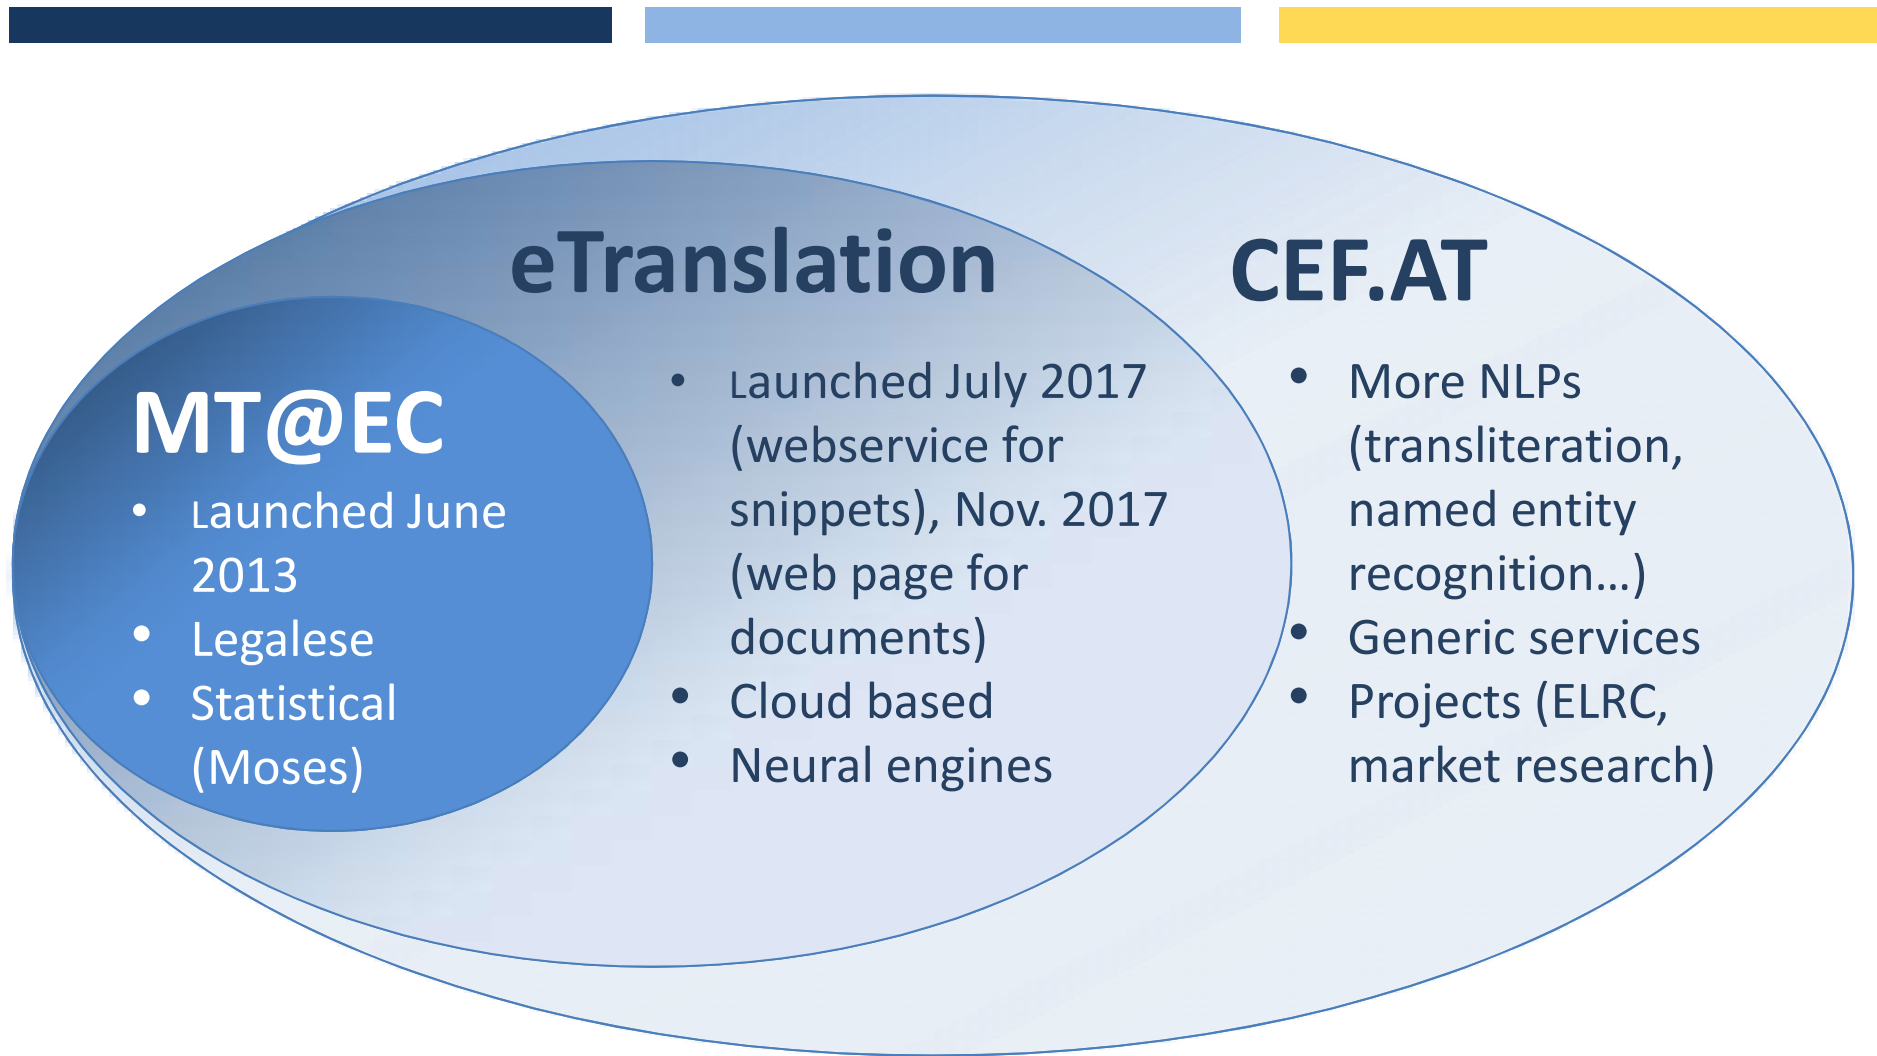 eTranslation
CEF.AT
MT@EC
• Launched June
2013
• Legalese
• Statistical
(Moses)
• Launched July 2017
(webservice for
snippets), Nov. 2017
(web page for
documents)
• Cloud based
• Neural engines
• More NLPs
(transliteration,
named entity
recognition…)
• Generic services
• Projects (ELRC,
market research)